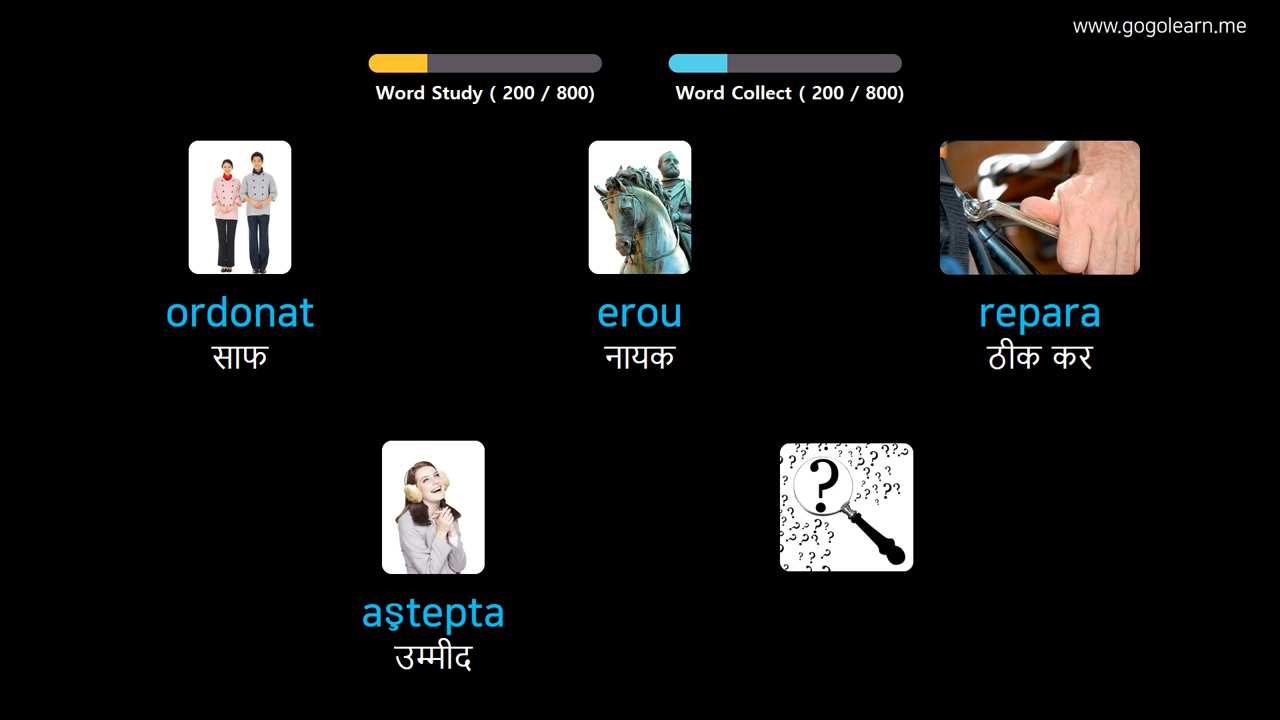 www.gogolearn.me
Word Study ( 200 / 800)
Word Collect ( 200 / 800)
ordonat
साफ
erou
नायक
repara
ठीक कर
aştepta
उम्मीद